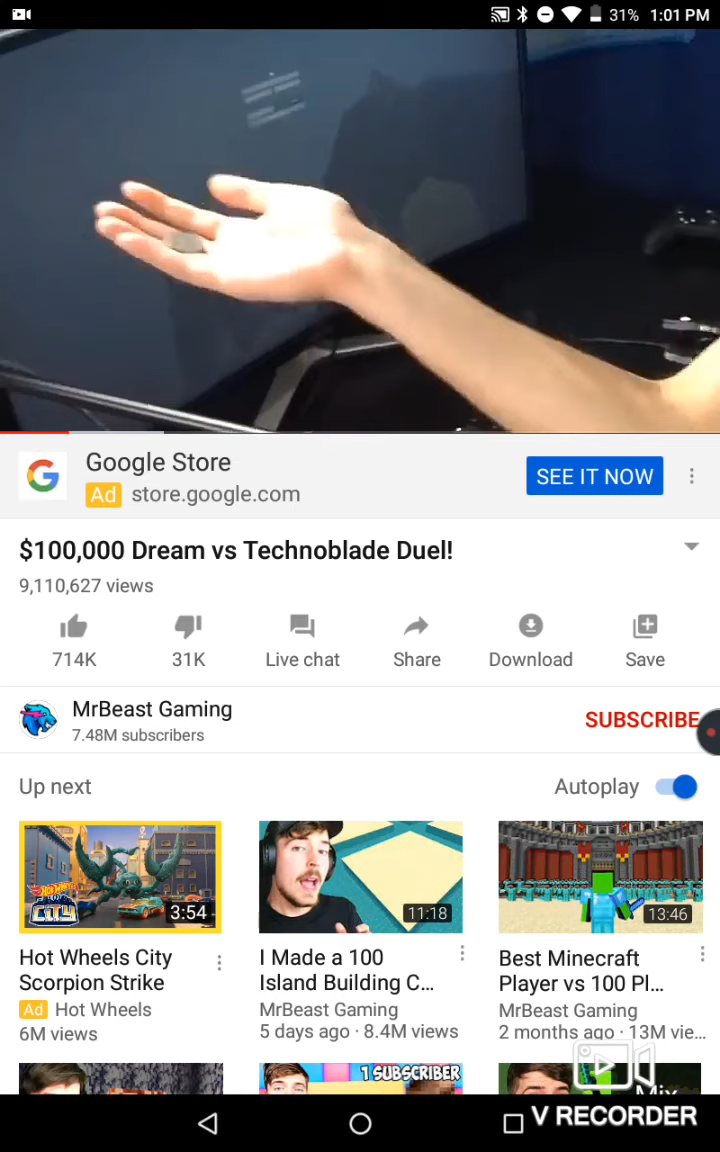 31% 1:01 PM
Google Store
SEE IT NOW
Ad store.google.com
$100,000 Dream vs Technoblade Duel!
9,110,627 views
714K 31K Live chat Share Download Save
MrBeast Gaming
7.48M subscribers
SUBSCRIBE
Up next Autoplay
HOT WHEELS
CITY
3:54
11:18
13:46
Hot Wheels City
Scorpion Strike
Ad Hot Wheels
6M views
I Made a 100
Island Building C...
MrBeast Gaming
5 days ago · 8.4M views
Best Minecraft
Player vs 100 Pl...
MrBeast Gaming
2 months ago · 13M vie...
1 SUBSCRIBER
Mix
V RECORDER